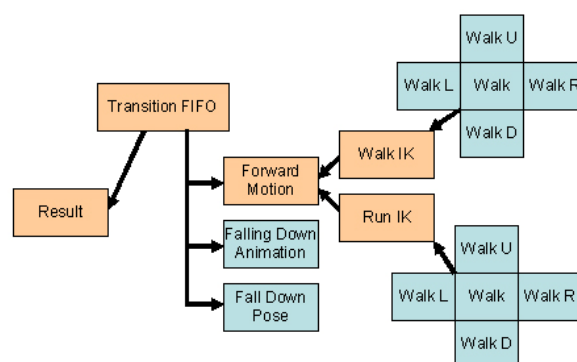 Walk U
Walk L
Walk
Walk R
Walk D
Transition FIFO
Walk IK
Forward
Motion
Result
Run IK
Falling Down
Animation
Fall Down
Pose
Walk U
Walk L
Walk
Walk R
Walk D